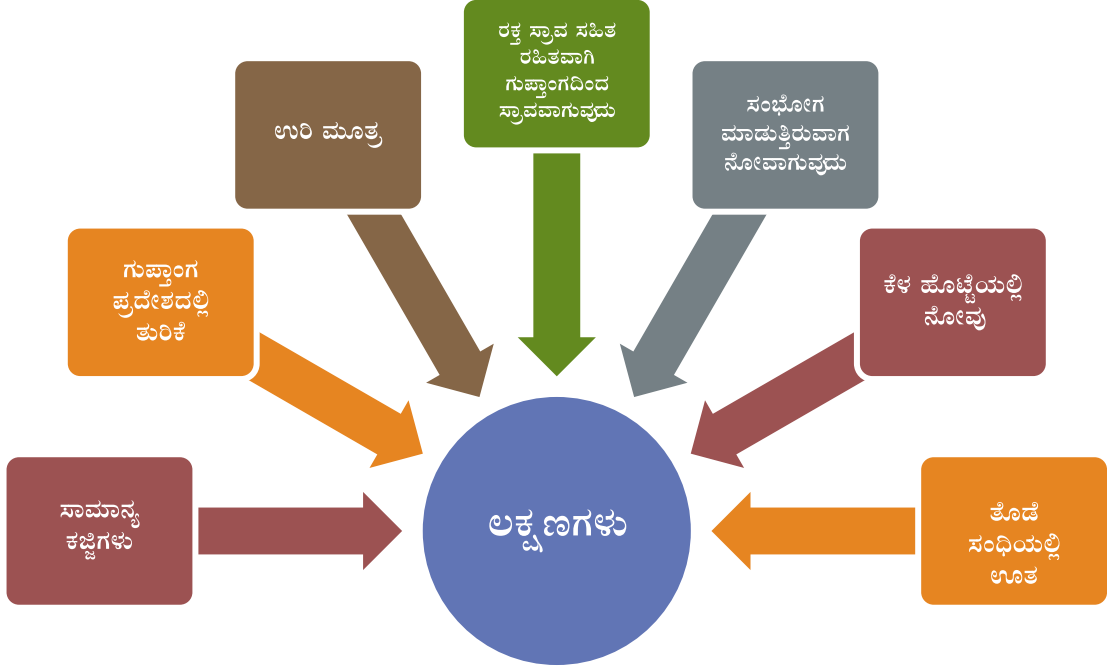 ರಕ್ತ ಸ್ರಾವ ಸಹಿತ
ರಹಿತವಾಗಿ
ಗುಪ್ತಾಂಗದಿಂದ
ಸ್ರಾವವಾಗುವುದು
ಉರಿ ಮೂತ್ರ
ಸಂಭೋಗ
ಮಾಡುತ್ತಿರುವಾಗ
ನೋವಾಗುವುದು
ಗುಪ್ತಾಂಗ
ಪ್ರದೇಶದಲ್ಲಿ
ತುರಿಕೆ
ಕೆಳ ಹೊಟ್ಟೆಯಲ್ಲಿ
ನೋವು
ಸಾಮಾನ್ಯ
ಕಜ್ಜಿಗಳು
ಲಕ್ಷಣಗಳು
ತೊಡೆ
ಸಂಧಿಯಲ್ಲಿ
ಊತ